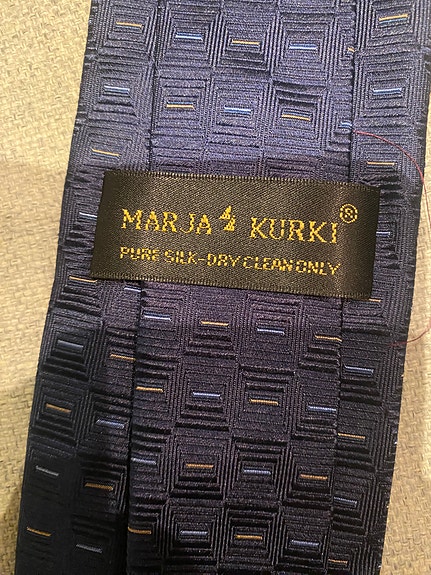 MARJA KURKI®
PURE SILK-DRY CLEAN ONLY